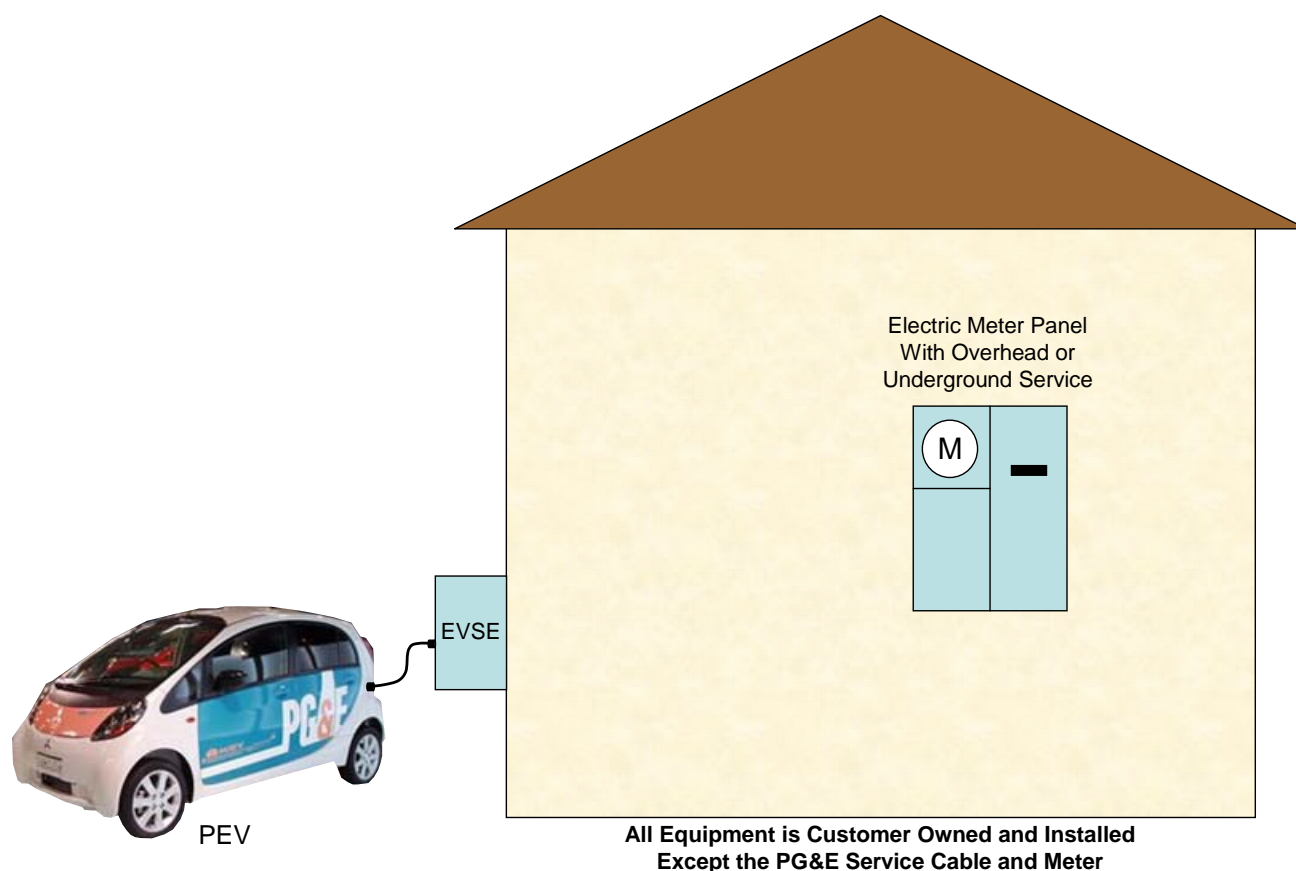 Electric Meter Panel
With Overhead or
Underground Service
M
EVSE
PG&E
PEV
All Equipment is Customer Owned and Installed
Except the PG&E Service Cable and Meter